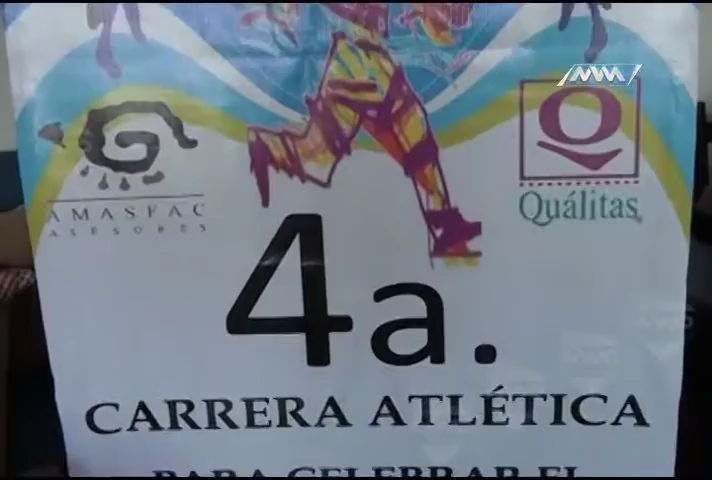 AMASFAC
ASESORES
Quálitas
4a.
CARRERA ATLÉTICA
PARA CELEBRAR EL